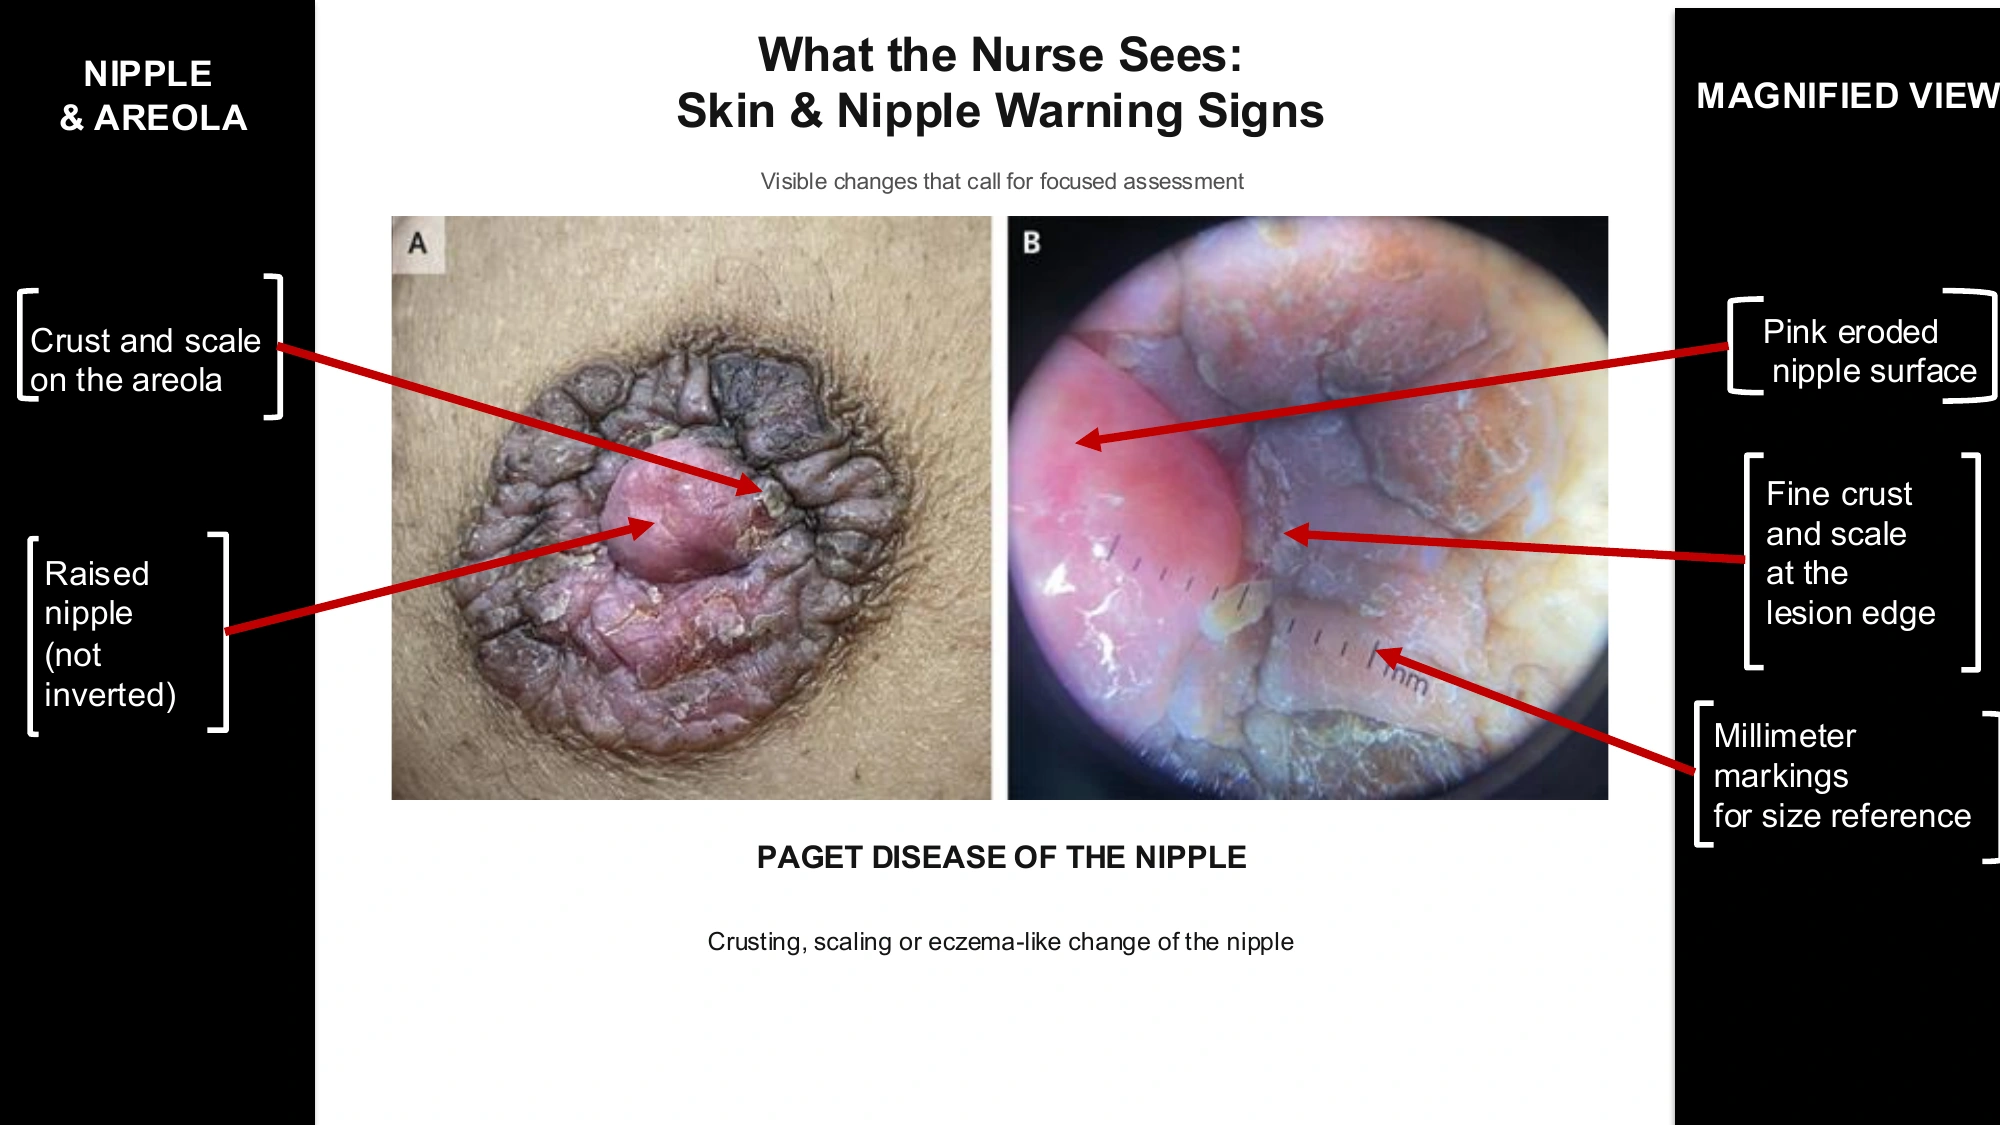 What the Nurse Sees:
Skin & Nipple Warning Signs
Visible changes that call for focused assessment
NIPPLE
& AREOLA
Crust and scale
on the areola
Raised
nipple
(not
inverted)
A
B
mm
MAGNIFIED VIEW
Pink eroded
nipple surface
Fine crust
and scale
at the
lesion edge
Millimeter
markings
for size reference
PAGET DISEASE OF THE NIPPLE
Crusting, scaling or eczema-like change of the nipple